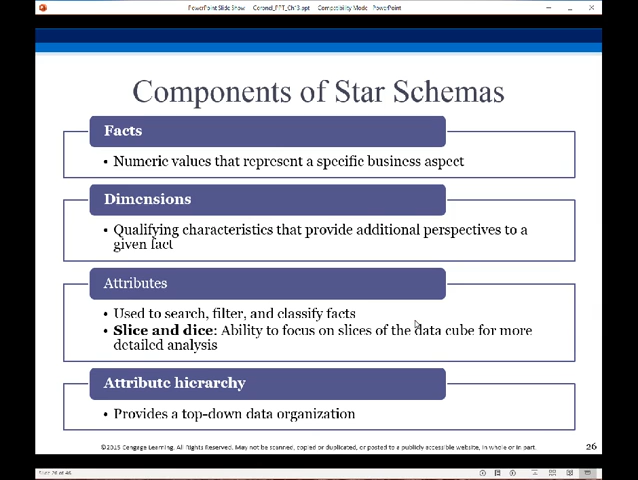 PowerPoint Slide Show Coronel_PPT_Ch13.ppt Compatibility Mode PowerPoint
Components of Star Schemas
Facts
• Numeric values that represent a specific business aspect
Dimensions
• Qualifying characteristics that provide additional perspectives to a
given fact
Attributes
• Used to search, filter, and classify facts
• Slice and dice: Ability to focus on slices of the data cube for more
detailed analysis
Attribute hierarchy
• Provides a top-down data organization
©2015 Cengage Learning. All Rights Reserved. May not be scanned, copied or duplicated, or posted to a publicly accessible website, in whole or in part.
26
Slide 26 of 46